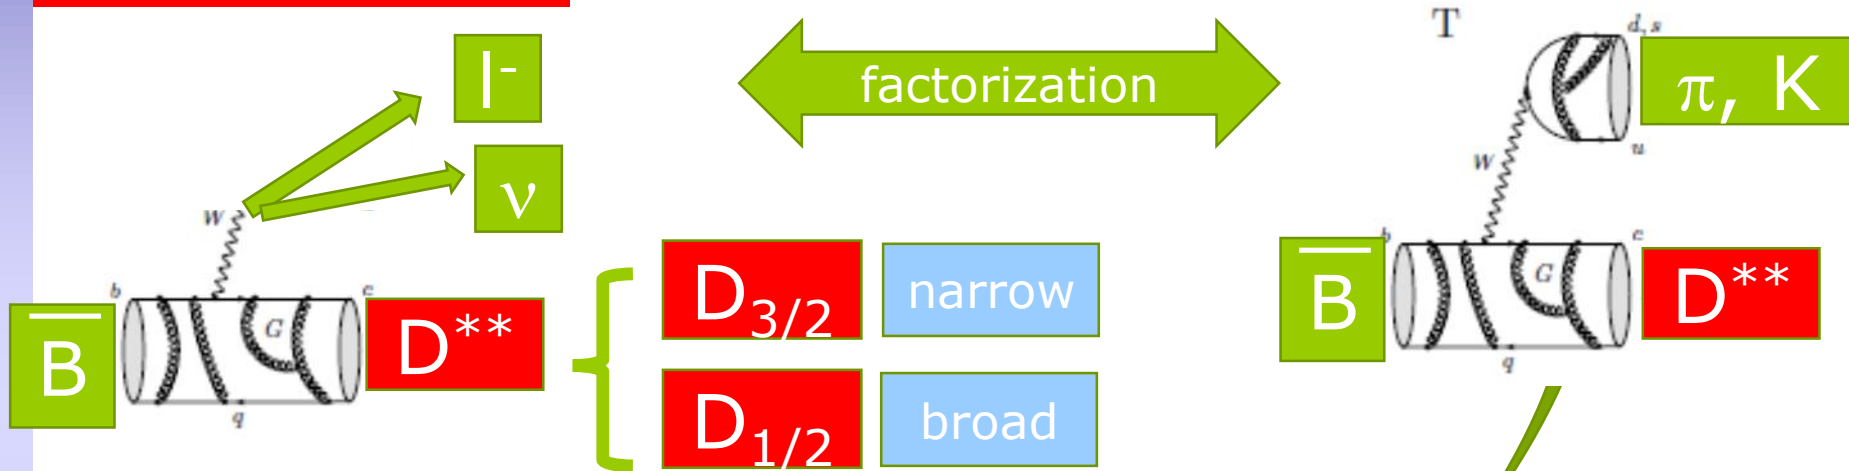 l⁻
ν
W
b
c
G
q
B̅
D**
factorization
D3/2
narrow
D1/2
broad
T
d, s
π, K
u
W
b
c
G
q
B̅
D**